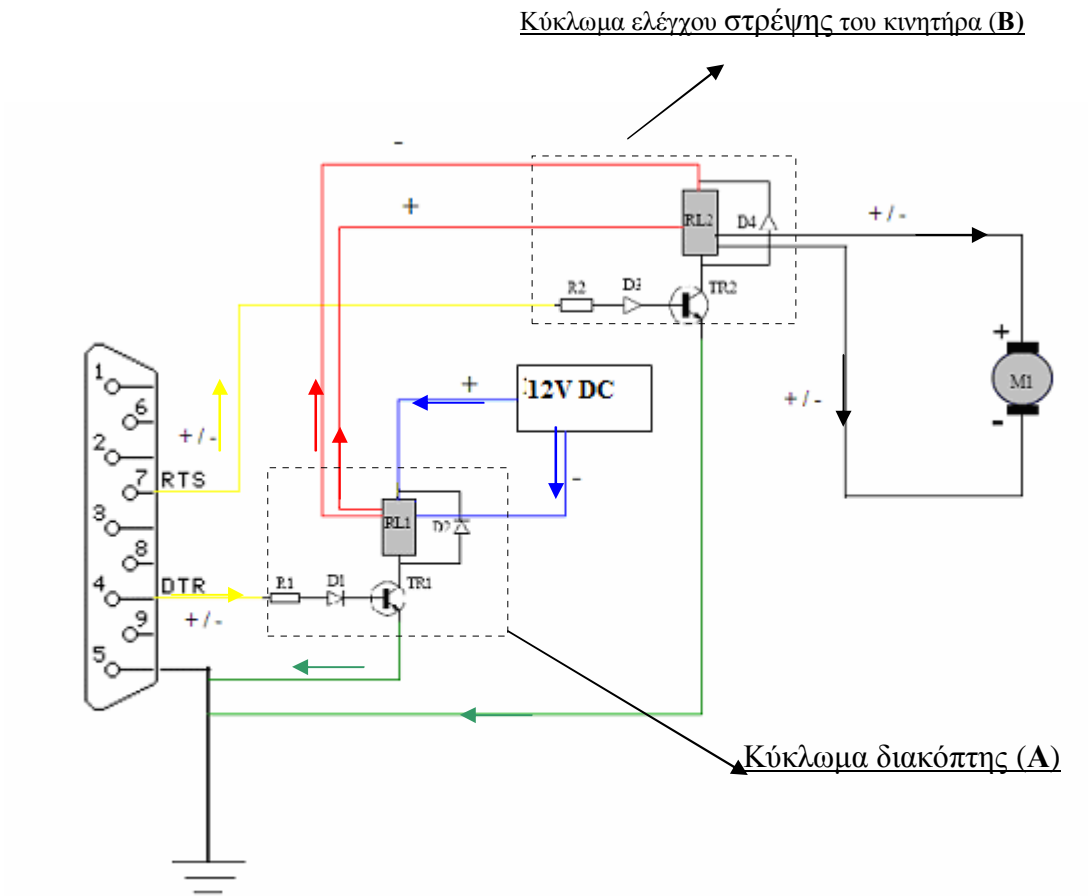 Κύκλωμα ελέγχου στρέψης του κινητήρα (Β)
-
+
+ / -
RL2
D4
R2
D3
TR2
+
M1
-
+
12V DC
-
+ / -
1
6
2
+ / -
7
RTS
3
8
4
DTR
+ / -
9
5
RL1
D2
R1
D1
TR1
Κύκλωμα διακόπτης (Α)